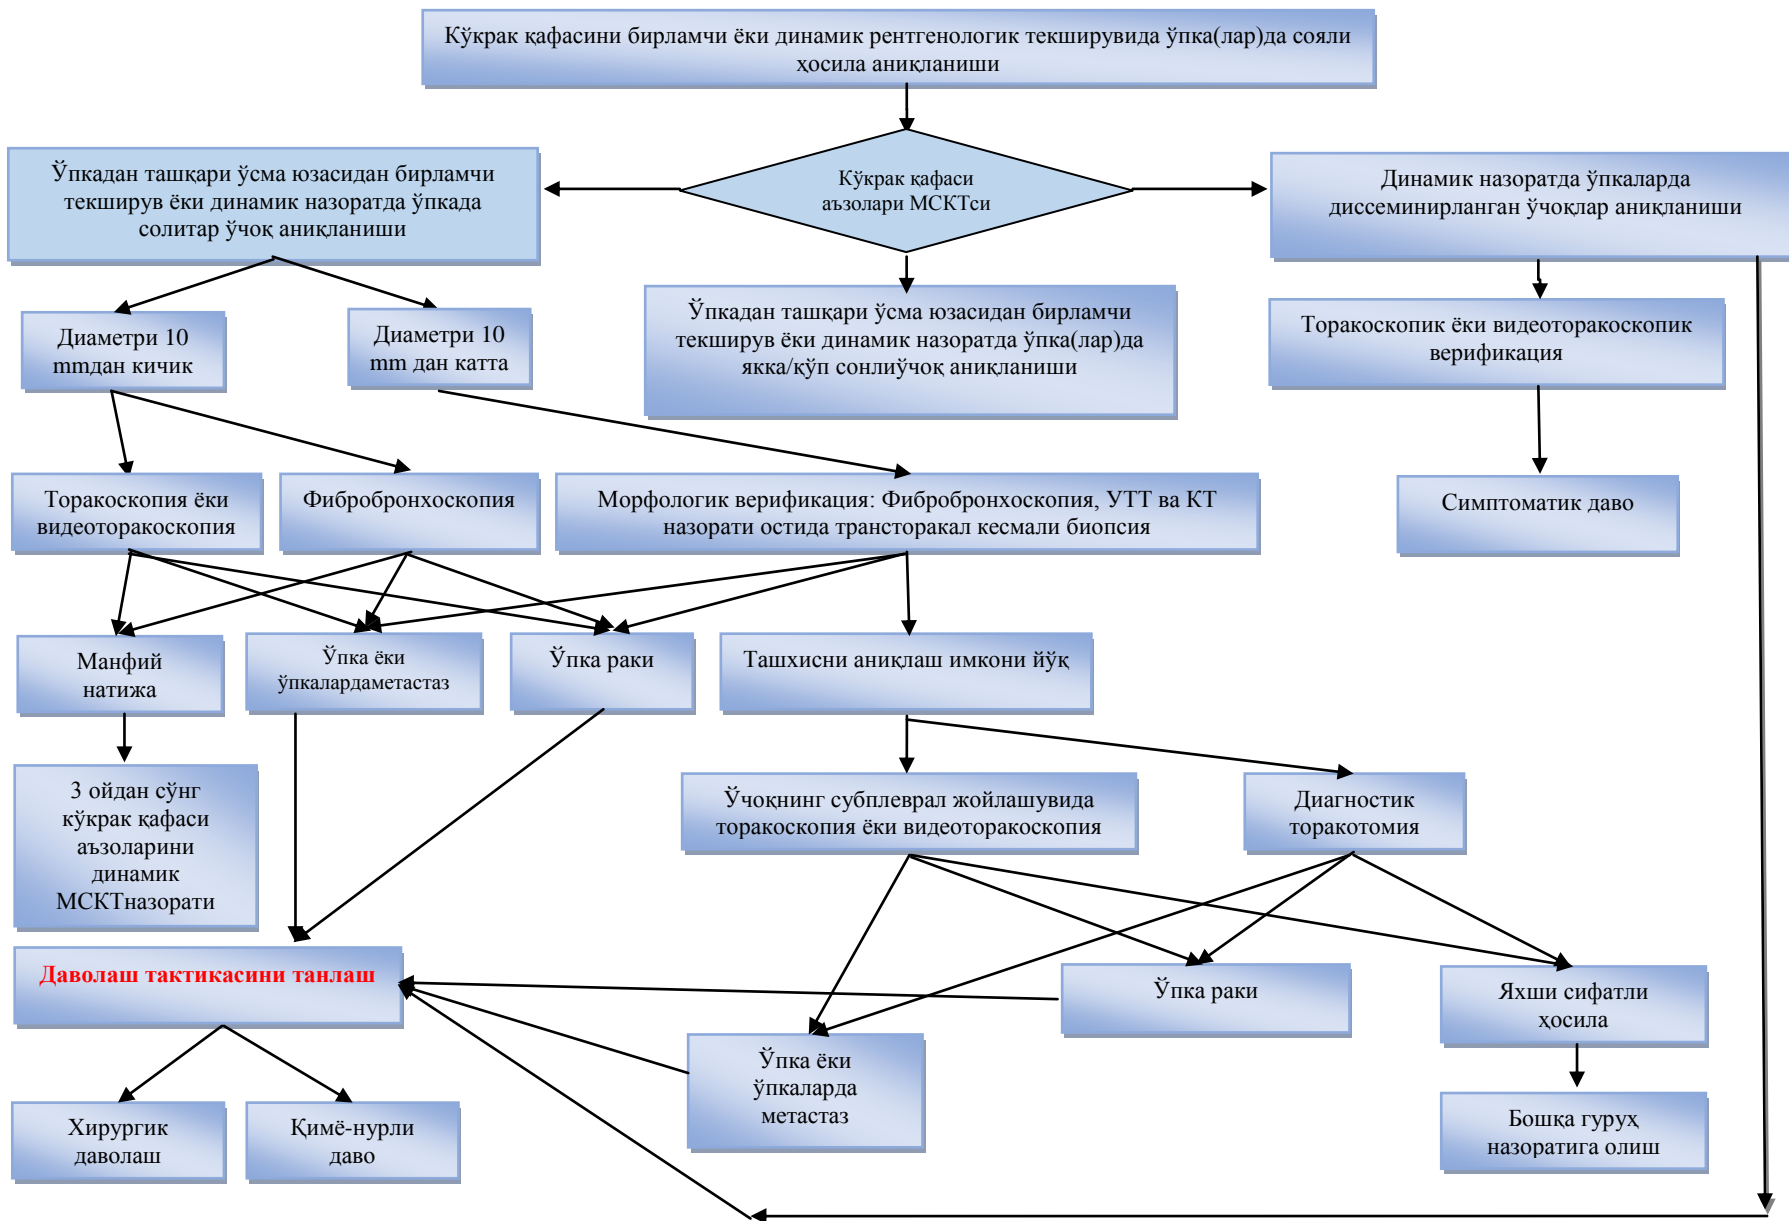 Кўкрак қафасини бирламчи ёки динамик рентгенологик текширувида ўпка(лар)да сояли
ҳосила аниқланиши
Ўпкадан ташқари ўсма юзасидан бирламчи
текширув ёки динамик назоратда ўпкада
солитар ўчоқ аниқланиши
Кўкрак қафаси
аъзолари МСКТси
Динамик назоратда ўпкаларда
диссеминирланган ўчоқлар аниқланиши
Диаметри 10
mmдан кичик
Диаметри 10
mm дан катта
Ўпкадан ташқари ўсма юзасидан бирламчи
текширув ёки динамик назоратда ўпка(лар)да
якка/қўп сонлиўчоқ аниқланиши
Торакоскопик ёки видеоторакоскопик
верификация
Торакоскопия ёки
видеоторакоскопия
Фибробронхоскопия
Морфологик верификация: Фибробронхоскопия, УТТ ва КТ
назорати остида трансторакал кесмали биопсия
Симптоматик даво
Манфий
натижа
Ўпка ёки
ўпкалардаметастаз
Ўпка раки
Ташхисни аниқлаш имкони йўқ
3 ойдан сўнг
кўкрак қафаси
аъзоларини
динамик
МСКТназорати
Ўчоқнинг субплеврал жойлашувида
торакоскопия ёки видеоторакоскопия
Диагностик
торакотомия
Даволаш тактикасини танлаш
Ўпка раки
Яхши сифатли
ҳосила
Ўпка ёки
ўпкаларда
метастаз
Хирургик
даволаш
Қимё-нурли
даво
Бошқа гуруҳ
назоратига олиш